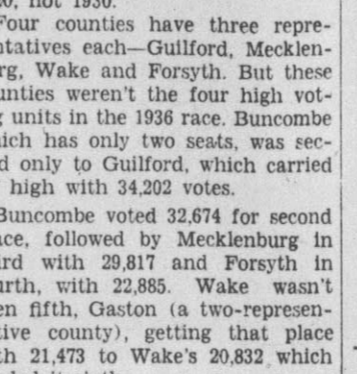 not 1930.
Four counties have three repre-
ntatives each—Guilford, Mecklen-
rg, Wake and Forsyth. But these
unties weren't the four high vot-
g units in the 1936 race. Buncombe
ich has only two seats, was sec-
d only to Guilford, which carried
high with 34,202 votes.
Buncombe voted 32,674 for second
ace, followed by Mecklenburg in
ird with 29,817 and Forsyth in
urth, with 22,885. Wake wasn't
en fifth, Gaston (a two-represen-
tive county), getting that place
th 21,473 to Wake's 20,832 which